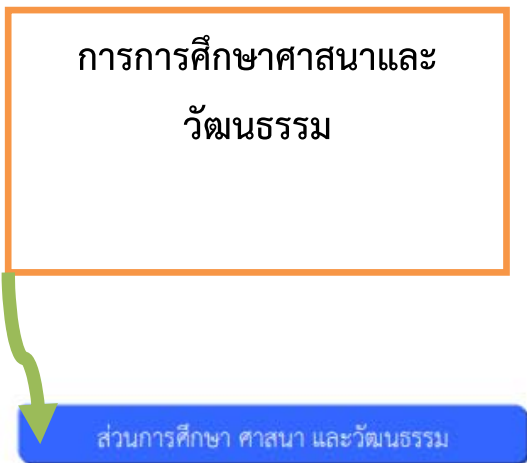 การการศึกษาศาสนาและ
วัฒนธรรม
ส่วนการศึกษา ศาสนา และวัฒนธรรม